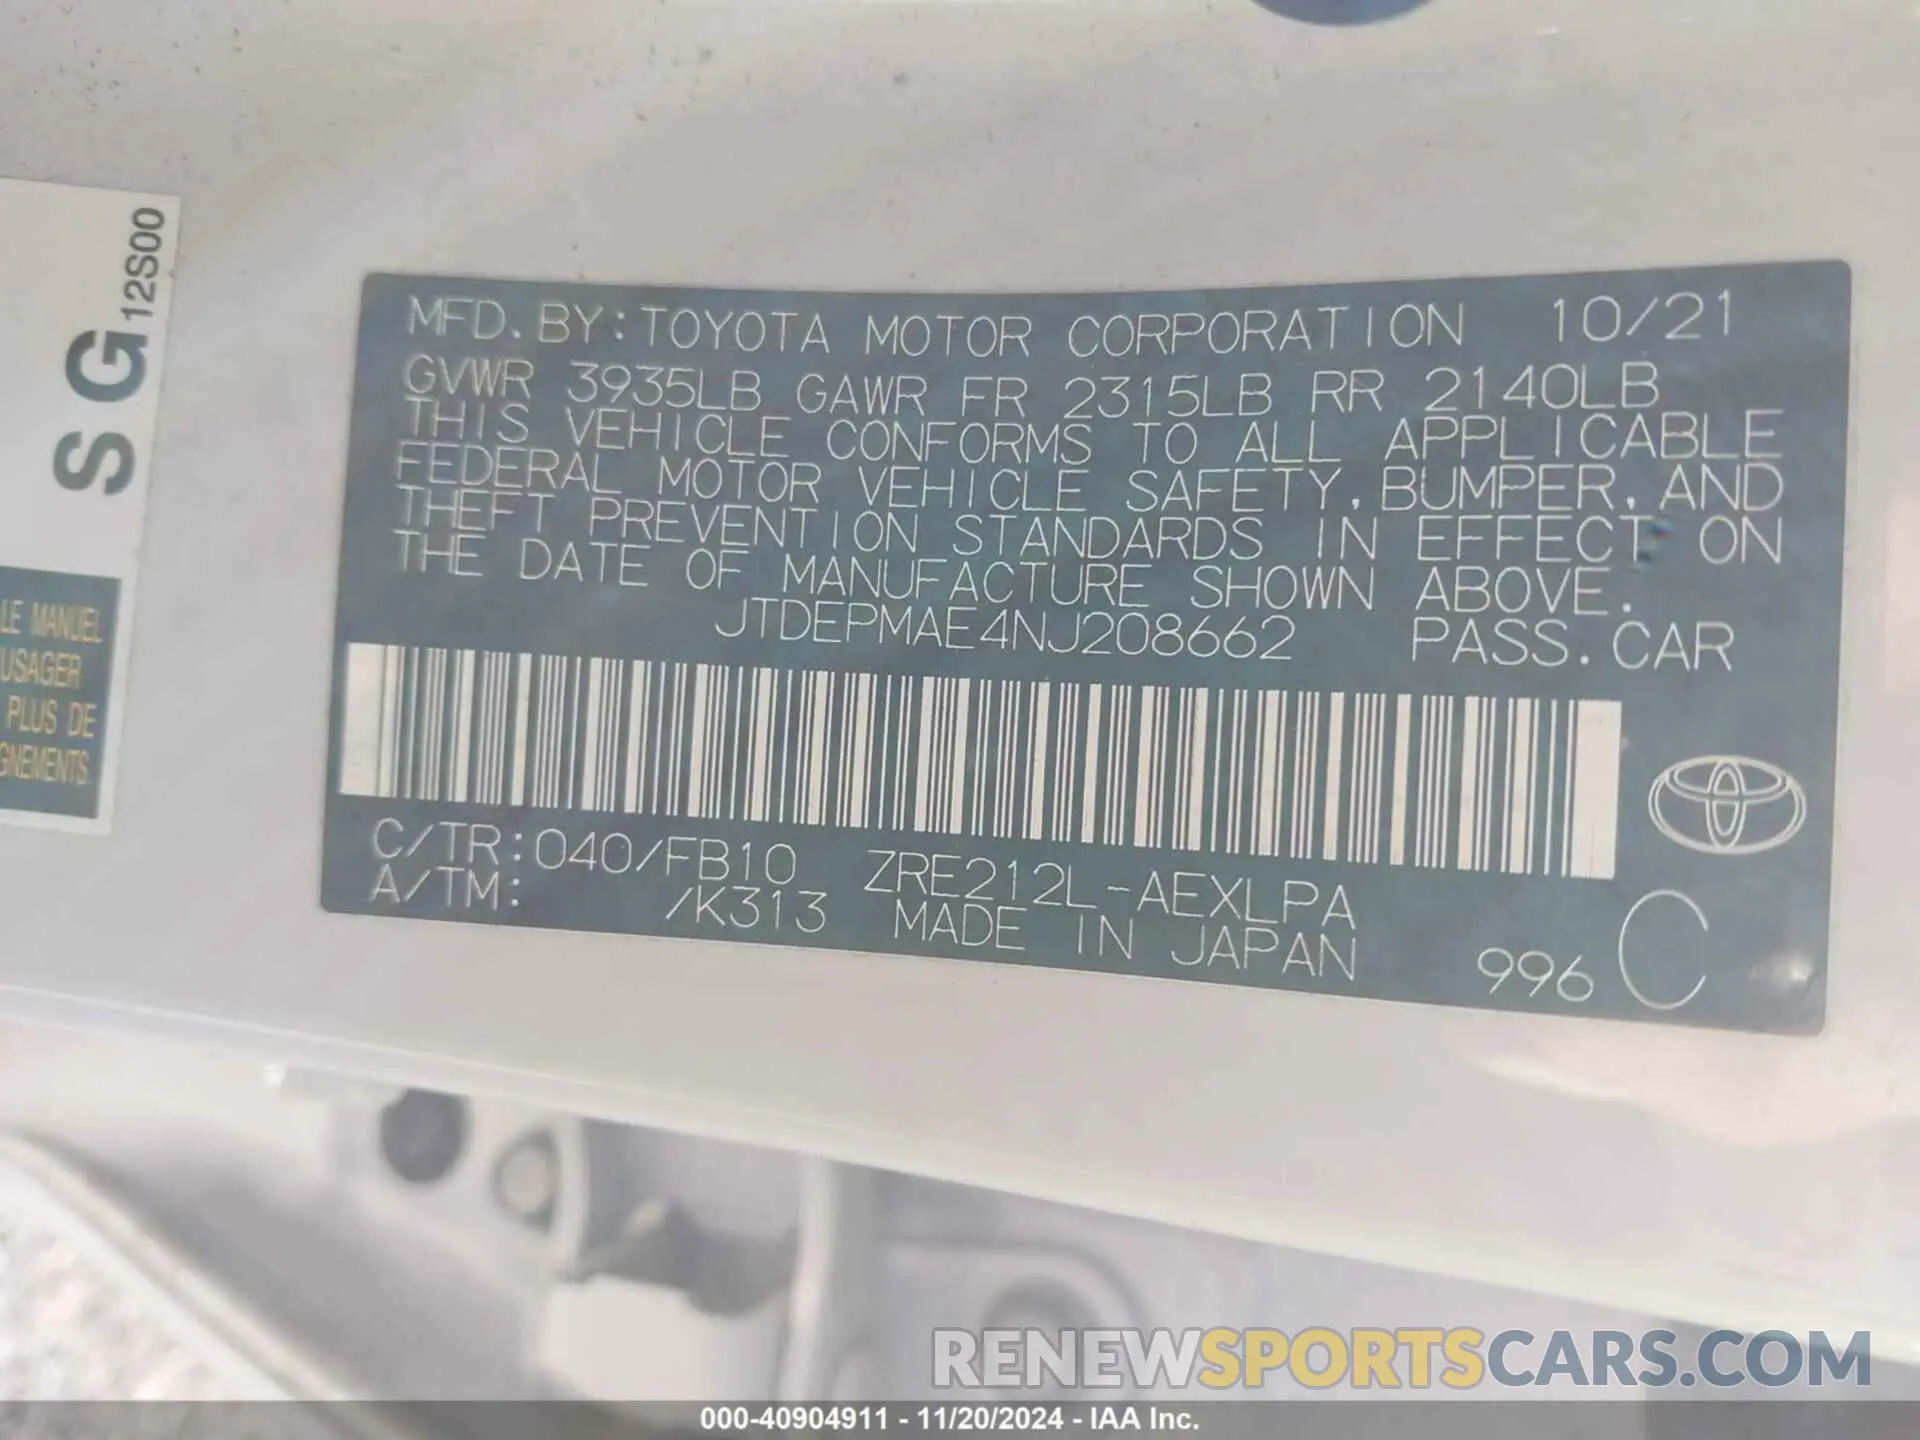 SG12S00
LE MANUEL
USAGER
PLUS DE
GNEMENTS.
MFD. BY: TOYOTA MOTOR CORPORATION 10/21
GVWR 3935LB GAWR FR 2315LB RR 2140LB
THIS VEHICLE CONFORMS TO ALL APPLICABLE
FEDERAL MOTOR VEHICLE SAFETY, BUMPER, AND
THEFT PREVENTION STANDARDS IN EFFECT ON
THE DATE OF MANUFACTURE SHOWN ABOVE.
JTDEPMAE4NJ208662 PASS. CAR
C/TR: 040/FB10 ZRE212L-AEXLPA
A/TM: /K313 MADE IN JAPAN 996 C
RENEWSPORTSCARS.COM
000-40904911 - 11/20/2024 - IAA Inc.